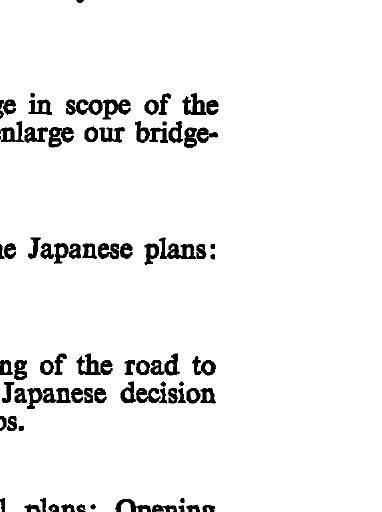 ge in scope of the
enlarge our bridge-
he Japanese plans:
ng of the road to
Japanese decision
ps.
l plans: Opening